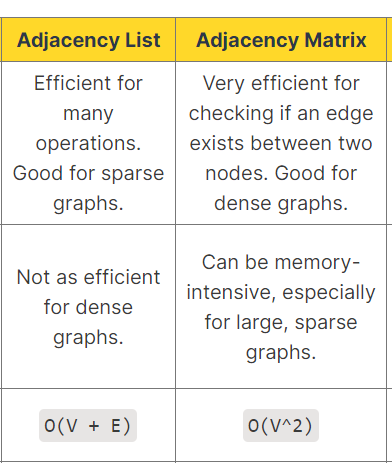 Adjacency List
Adjacency Matrix
Efficient for
many
operations.
Good for sparse
graphs.
Very efficient for
checking if an edge
exists between two
nodes. Good for
dense graphs.
Not as efficient
for dense
graphs.
Can be memory-
intensive, especially
for large, sparse
graphs.
O(V + E)
O(V^2)